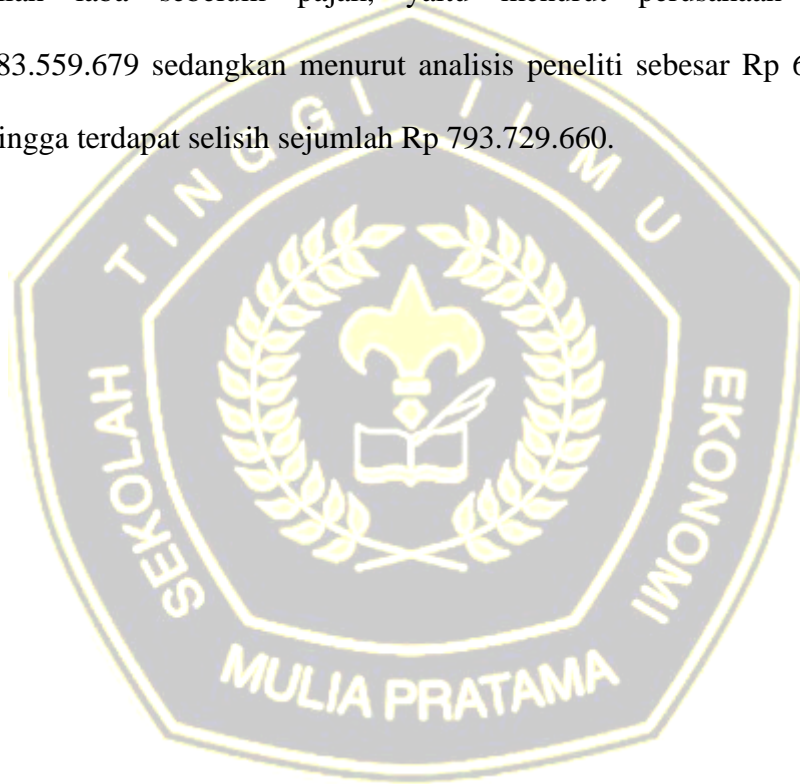 laba sebelum pajak, yaitu menurut perusahaan
83.559.679 sedangkan menurut analisis peneliti sebesar Rp 6
ingga terdapat selisih sejumlah Rp 793.729.660.
TINGGI ILMU
SEKOLAH
EKONOMI
MULIA PRATAMA